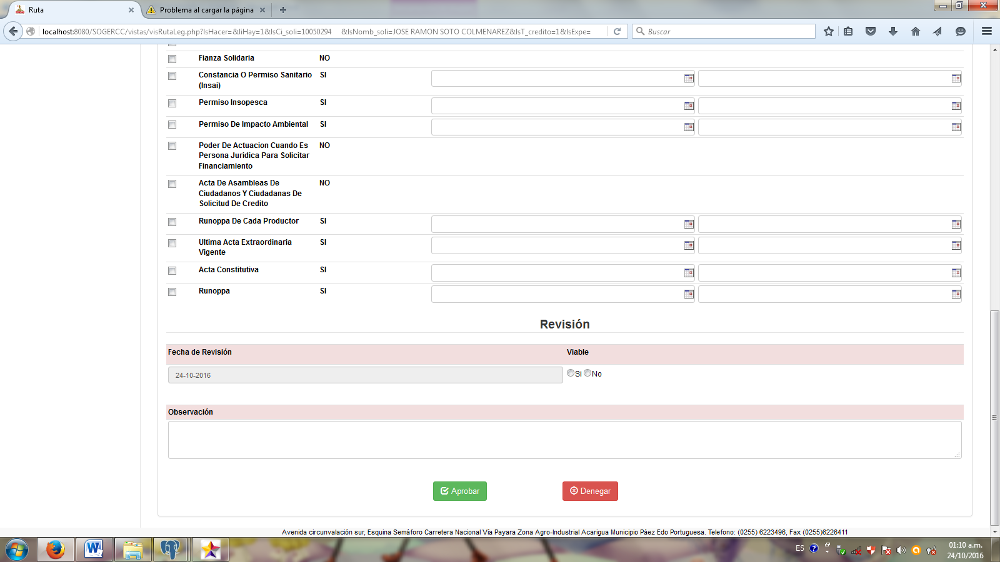 Ruta
Problema al cargar la página
localhost:8080/SOGERCC/vistas/visRutaLeg.php?lsHacer=&liHay=1&lsCi_soli=10050294 &lsNomb_soli=JOSE RAMON SOTO COLMENAREZ&lsT_credito=1&lsExpe=
Buscar
Fianza Solidaria NO
Constancia O Permiso Sanitario SI
(Insai)
Permiso Insopesca SI
Permiso De Impacto Ambiental SI
Poder De Actuacion Cuando Es NO
Persona Juridica Para Solicitar
Financiamiento
Acta De Asambleas De NO
Ciudadanos Y Ciudadanas De
Solicitud De Credito
Runoppa De Cada Productor SI
Ultima Acta Extraordinaria SI
Vigente
Acta Constitutiva SI
Runoppa SI
Revisión
Fecha de Revisión Viable
24-10-2016 Si No
Observación
Aprobar Denegar
Avenida circunvalación sur, Esquina Semáforo Carretera Nacional Vía Payara Zona Agro-Industrial Acarigua Municipio Páez Edo Portuguesa. Telefono: (0255) 6223496, Fax (0255)6226411
ES 01:10 a.m.
24/10/2016